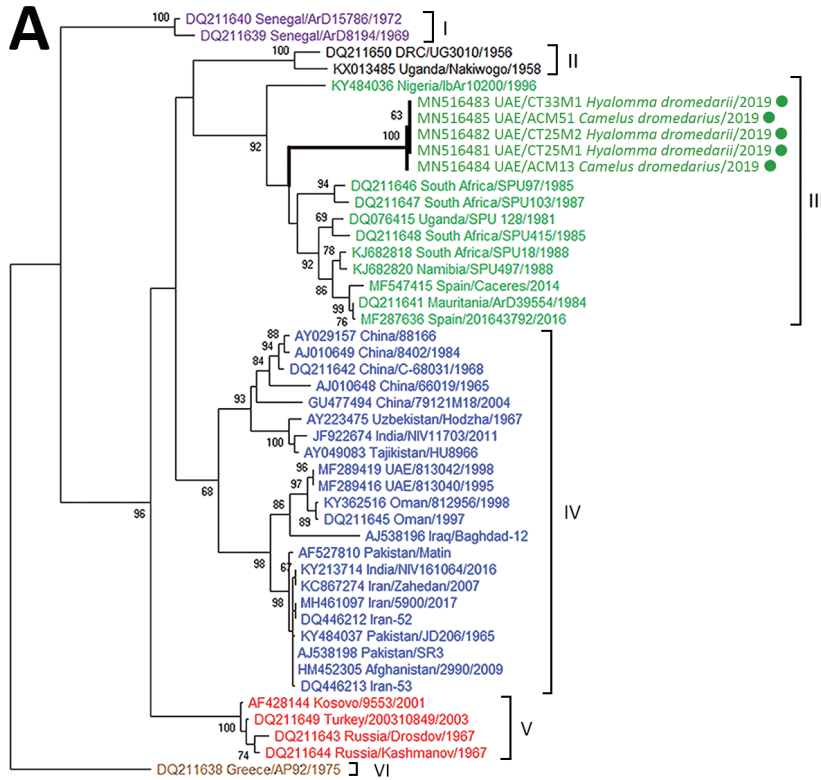 A
100
DQ211640 Senegal/ArD15786/1972
DQ211639 Senegal/ArD8194/1969
I
100
DQ211650 DRC/UG3010/1956
KX013485 Uganda/Nakiwogo/1958
II
KY484036 Nigeria/IbAr10200/1996
MN516483 UAE/CT33M1 Hyalomma dromedarii/2019
63
MN516485 UAE/ACM51 Camelus dromedarius/2019
100
MN516482 UAE/CT25M2 Hyalomma dromedarii/2019
92
MN516481 UAE/CT25M1 Hyalomma dromedarii/2019
MN516484 UAE/ACM13 Camelus dromedarius/2019
94
DQ211646 South Africa/SPU97/1985
DQ211647 South Africa/SPU103/1987
III
69
DQ076415 Uganda/SPU 128/1981
DQ211648 South Africa/SPU415/1985
78
KJ682818 South Africa/SPU18/1988
92
KJ682820 Namibia/SPU497/1988
86
MF547415 Spain/Caceres/2014
99
DQ211641 Mauritania/ArD39554/1984
76
MF287636 Spain/201643792/2016
88
AY029157 China/88166
94
AJ010649 China/8402/1984
84
DQ211642 China/C-68031/1968
AJ010648 China/66019/1965
93
GU477494 China/79121M18/2004
AY223475 Uzbekistan/Hodzha/1967
100
JF922674 India/NIV11703/2011
AY049083 Tajikistan/HU8966
96
MF289419 UAE/813042/1998
97
MF289416 UAE/813040/1995
68
86
KY362516 Oman/812956/1998
89
DQ211645 Oman/1997
96
IV
AJ538196 Iraq/Baghdad-12
98
AF527810 Pakistan/Matin
67
KY213714 India/NIV161064/2016
KC867274 Iran/Zahedan/2007
98
MH461097 Iran/5900/2017
DQ446212 Iran-52
KY484037 Pakistan/JD206/1965
AJ538198 Pakistan/SR3
HM452305 Afghanistan/2990/2009
DQ446213 Iran-53
AF428144 Kosovo/9553/2001
100
DQ211649 Turkey/200310849/2003
V
DQ211643 Russia/Drosdov/1967
74
DQ211644 Russia/Kashmanov/1967
DQ211638 Greece/AP92/1975
VI